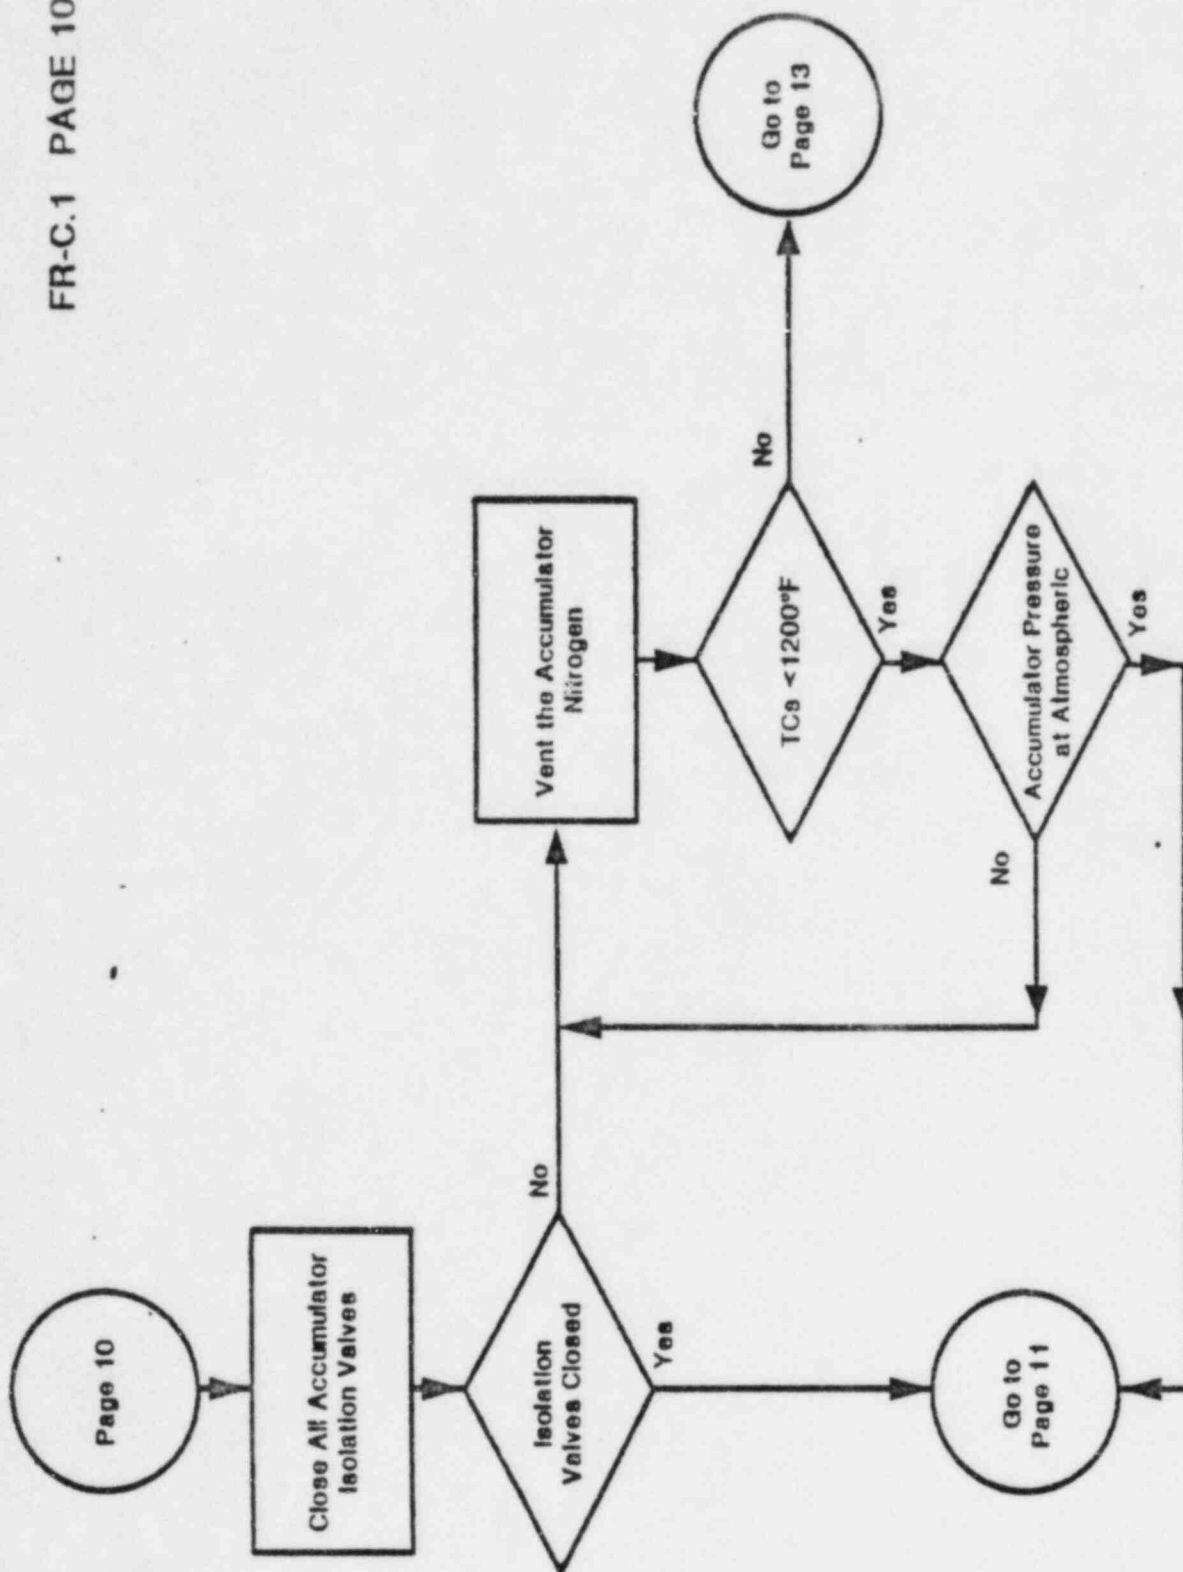 FR-C.1 PAGE 10
Page 10
Close All Accumulator
Isolation Valves
Isolation
Valves Closed
No
Yes
Vent the Accumulator
Nitrogen
TCs <1200°F
No
Yes
Go to
Page 13
Accumulator Pressure
at Atmospheric
No
Yes
Go to
Page 11